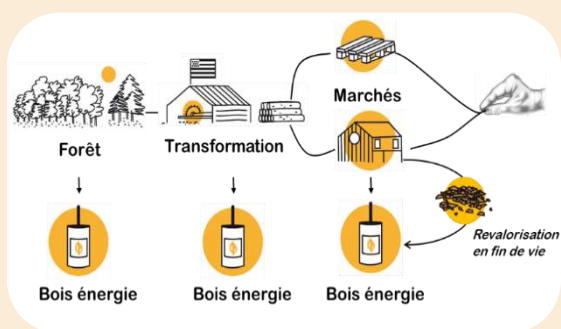 Marchés
Forêt
Transformation
Revalorisation
en fin de vie
Bois énergie
Bois énergie
Bois énergie